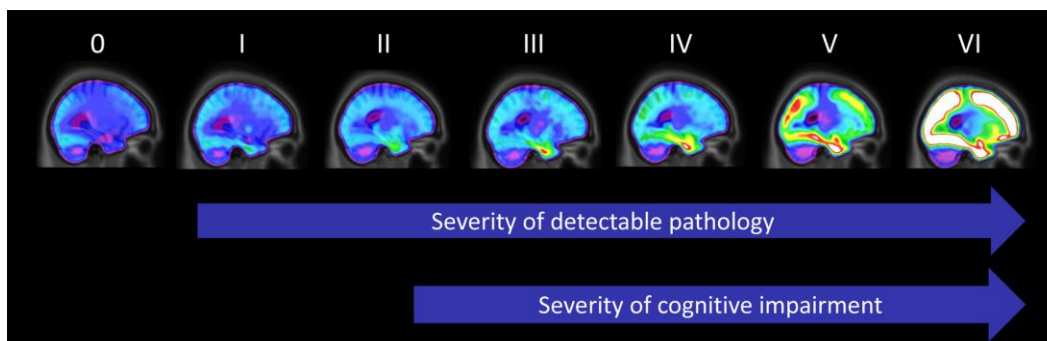 0 I II III IV V VI
Severity of detectable pathology
Severity of cognitive impairment